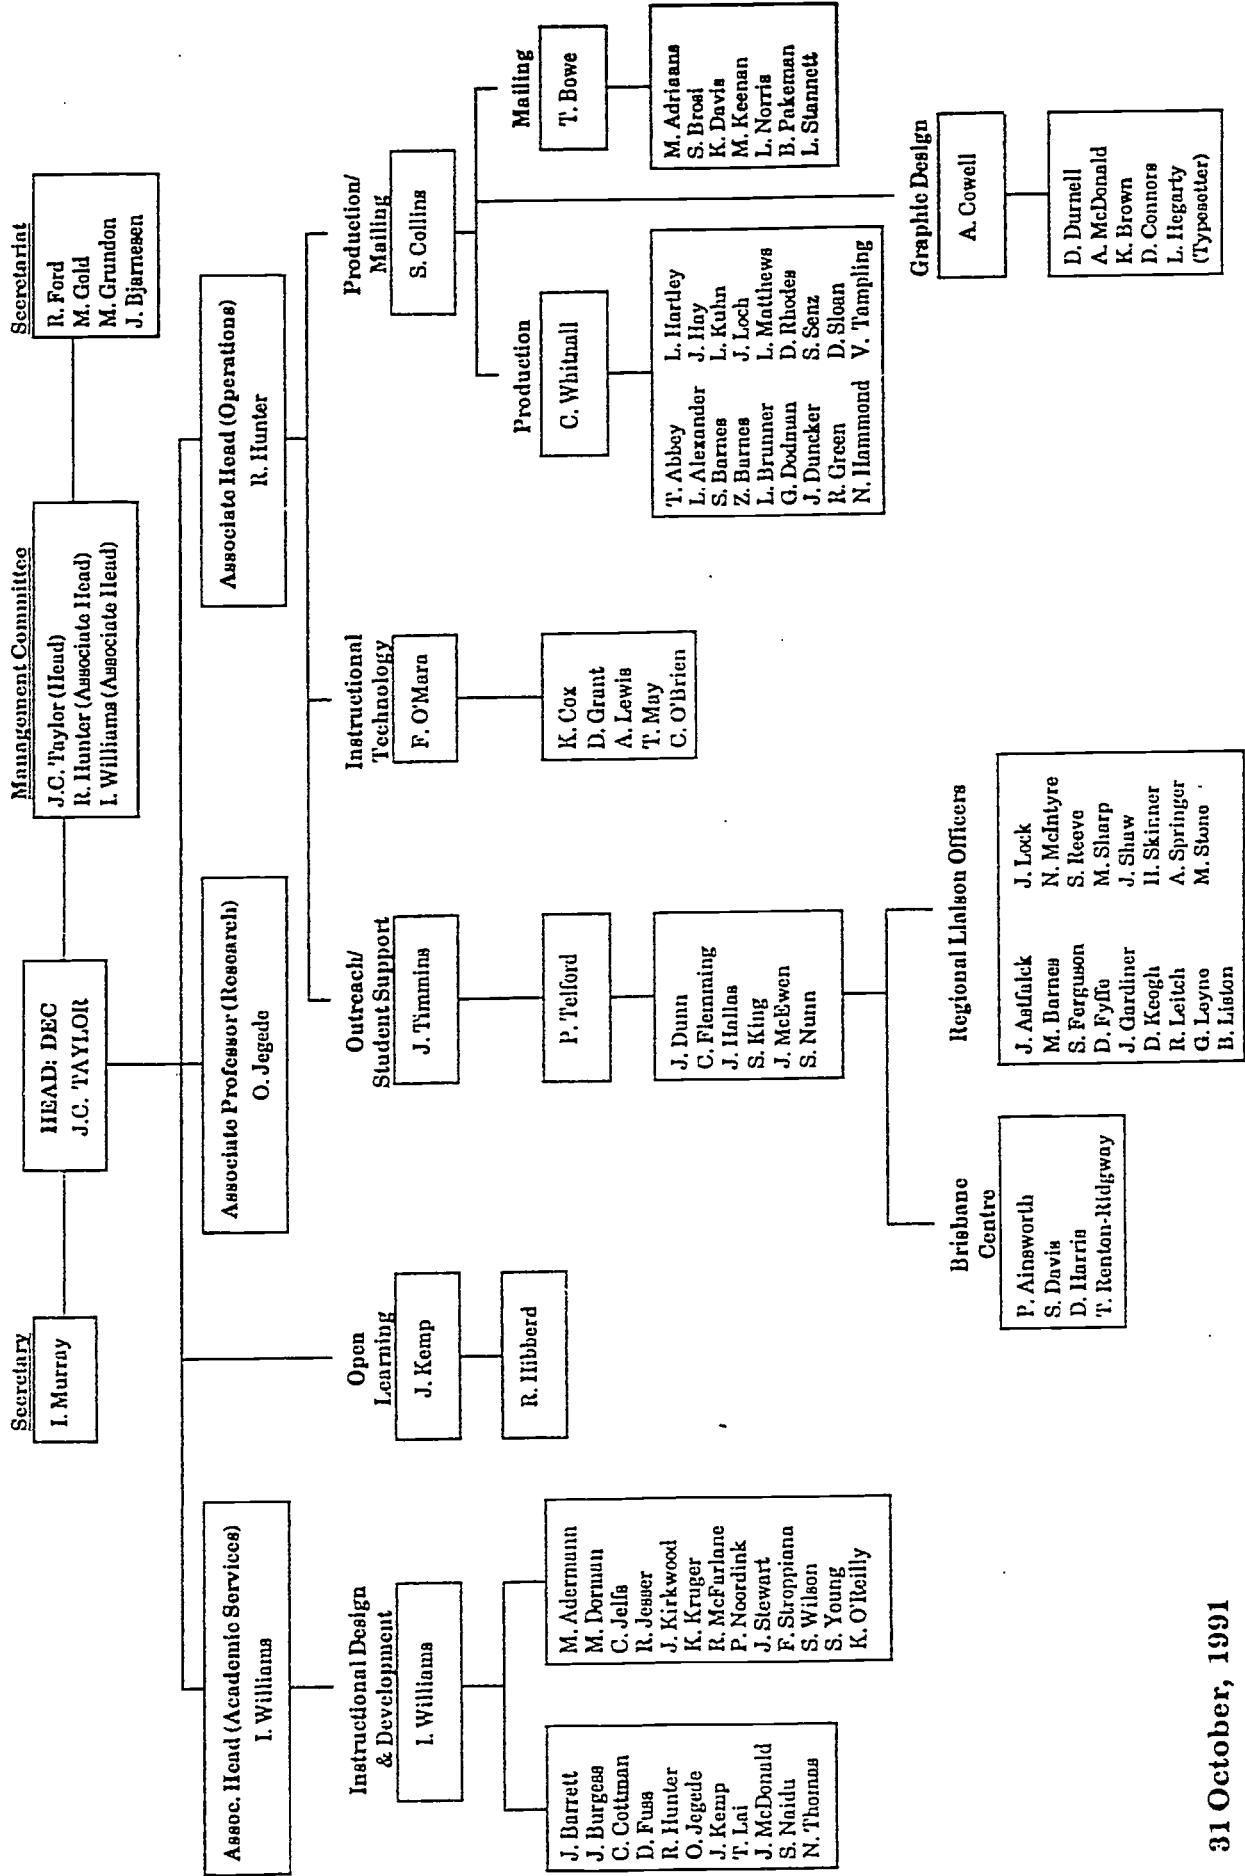 Secretary
I. Murray
HEAD: DEC
J.C. TAYLOR
Management Committee
J.C. Taylor (Head)
R. Hunter (Associate Head)
I. Williams (Associate Head)
Secretariat
R. Ford
M. Gold
M. Grundon
J. Bjarnesen
Assoc. Head (Academic Services)
I. Williams
Associate Professor (Research)
O. Jegede
Associate Head (Operations)
R. Hunter
Instructional Design
& Development
I. Williams
J. Barrett
J. Burgess
C. Cottman
D. Fuss
R. Hunter
O. Jegede
J. Kemp
T. Lai
J. McDonald
S. Naidu
N. Thomas
M. Adermann
M. Dorman
C. Jelfs
R. Jesser
J. Kirkwood
K. Kruger
R. McFarlane
P. Noordink
J. Stewart
F. Stroppiana
S. Wilson
S. Young
K. O'Reilly
Open
Learning
J. Kemp
R. Hibberd
Outreach/
Student Support
J. Timmins
P. Telford
J. Dunn
C. Flemming
J. Hallas
S. King
J. McEwen
S. Nunn
Brisbane
Centre
P. Ainsworth
S. Davis
D. Harris
T. Renton-Ridgway
Regional Liaison Officers
J. Astfalck
M. Barnes
S. Ferguson
D. Fyffe
J. Gardiner
D. Keogh
R. Leitch
G. Leyne
B. Liston
J. Lock
N. McIntyre
S. Reeve
M. Sharp
J. Shaw
H. Skinner
A. Springer
M. Stone
Instructional
Technology
F. O'Mara
K. Cox
D. Grant
A. Lewis
T. May
C. O'Brien
Production/
Mailing
S. Collins
Production
C. Whitnall
T. Abbey
L. Alexander
S. Barnes
Z. Barnes
L. Brunner
G. Dodman
J. Duncker
R. Green
N. Hammond
L. Hartley
J. Hay
L. Kuhn
J. Loch
L. Matthews
D. Rhodes
S. Senz
D. Sloan
V. Tampling
Mailing
T. Bowe
M. Adriaans
S. Brosi
K. Davis
M. Keenan
L. Norris
B. Pakeman
L. Stannett
Graphic Design
A. Cowell
D. Durnell
A. McDonald
K. Brown
D. Connors
L. Hegarty
(Typesetter)
31 October, 1991